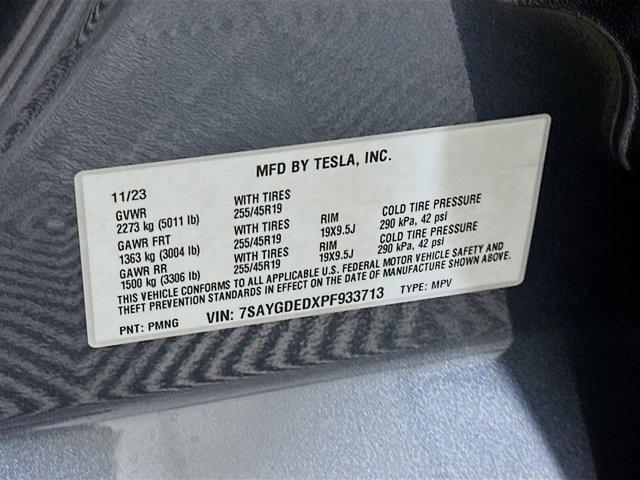 MFD BY TESLA, INC.
11/23
GVWR WITH TIRES
2273 kg (5011 lb) 255/45R19
GAWR FRT WITH TIRES RIM COLD TIRE PRESSURE
1363 kg (3004 lb) 255/45R19 19X9.5J 290 kPa, 42 psi
GAWR RR WITH TIRES RIM COLD TIRE PRESSURE
1500 kg (3306 lb) 255/45R19 19X9.5J 290 kPa, 42 psi
THIS VEHICLE CONFORMS TO ALL APPLICABLE U.S. FEDERAL MOTOR VEHICLE SAFETY AND
THEFT PREVENTION STANDARDS IN EFFECT ON THE DATE OF MANUFACTURE SHOWN ABOVE.
PNT: PMNG VIN: 7SAYGDEDXPF933713 TYPE: MPV